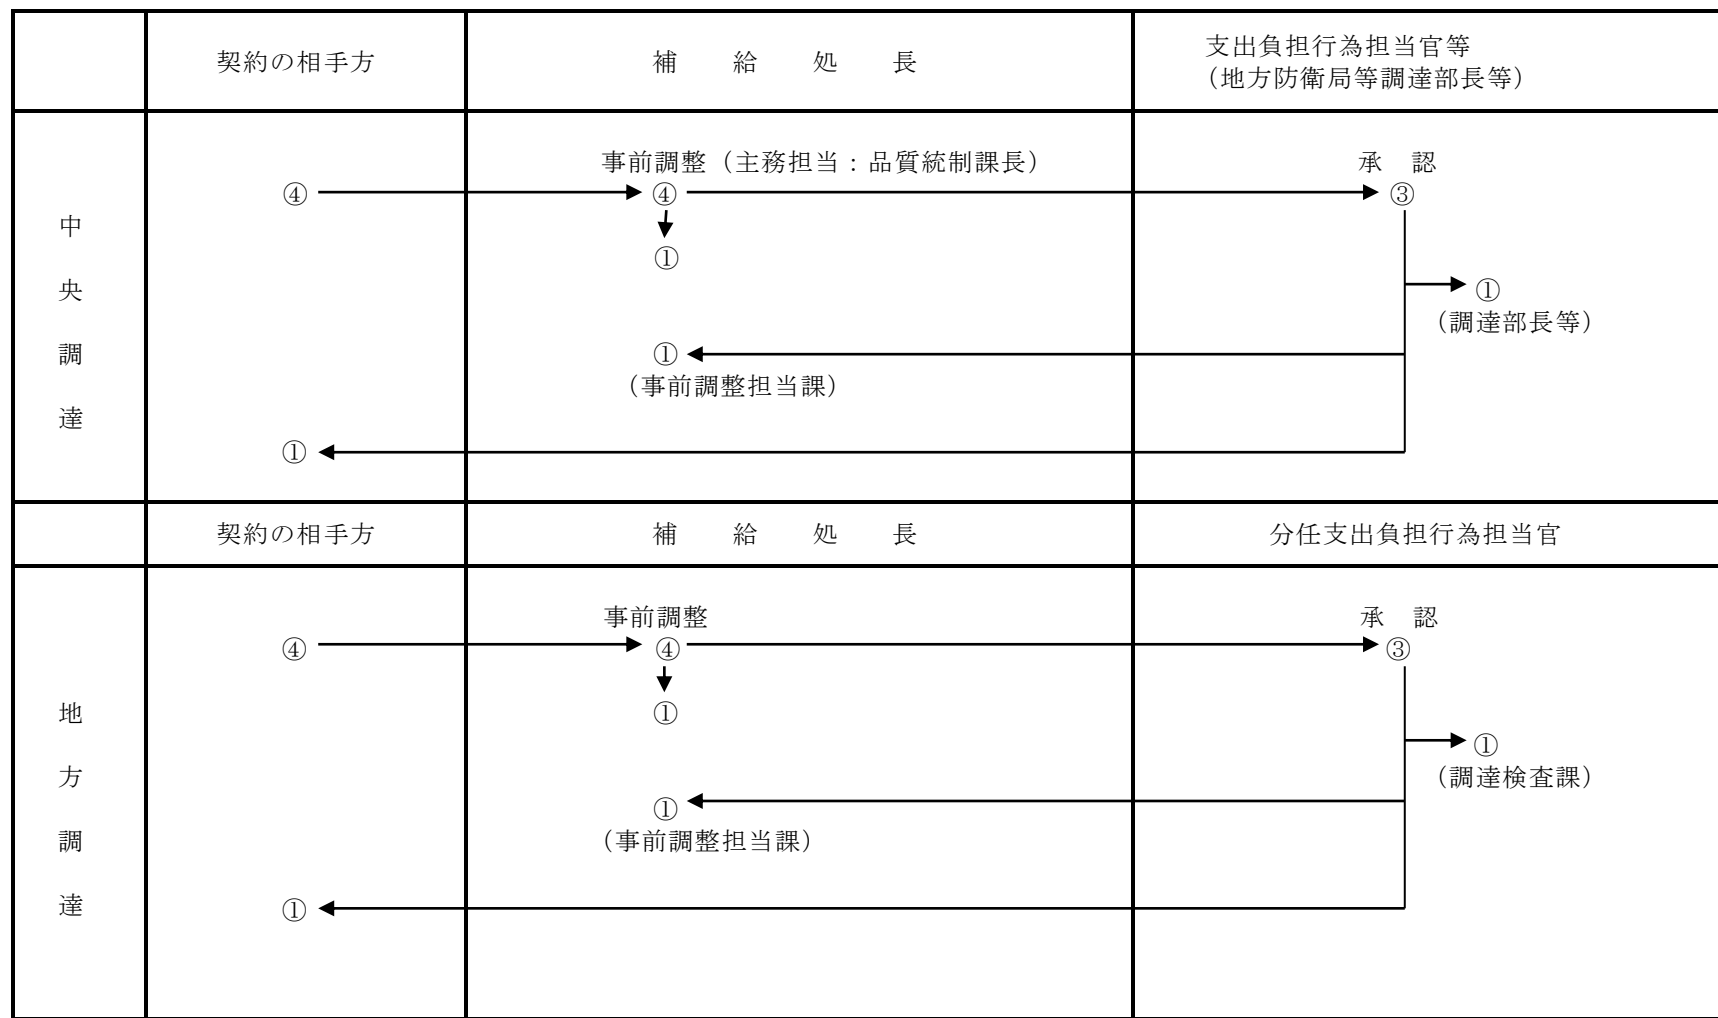 契約の相手方
補給処長
支出負担行為担当官等
（地方防衛局等調達部長等）
中央調達
事前調整（主務担当：品質統制課長）
承認
④
④
③
①
①
（調達部長等）
①
（事前調整担当課）
①
契約の相手方
補給処長
分任支出負担行為担当官
地方調達
事前調整
承認
④
④
③
①
①
（調達検査課）
①
（事前調整担当課）
①